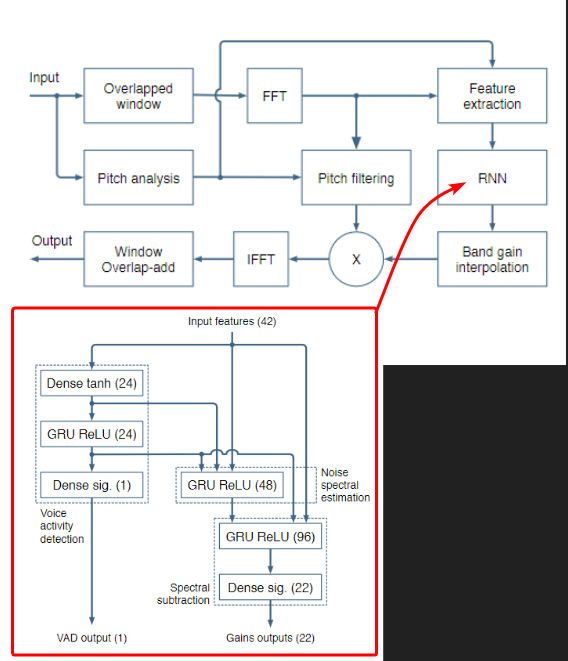 Input
Overlapped
window
FFT
Feature
extraction
Pitch analysis
Pitch filtering
RNN
Output
Window
Overlap-add
IFFT
X
Band gain
interpolation
Input features (42)
Dense tanh (24)
GRU ReLU (24)
Dense sig. (1)
GRU ReLU (48)
Noise
spectral
estimation
Voice
activity
detection
GRU ReLU (96)
Spectral
subtraction
Dense sig. (22)
VAD output (1)
Gains outputs (22)